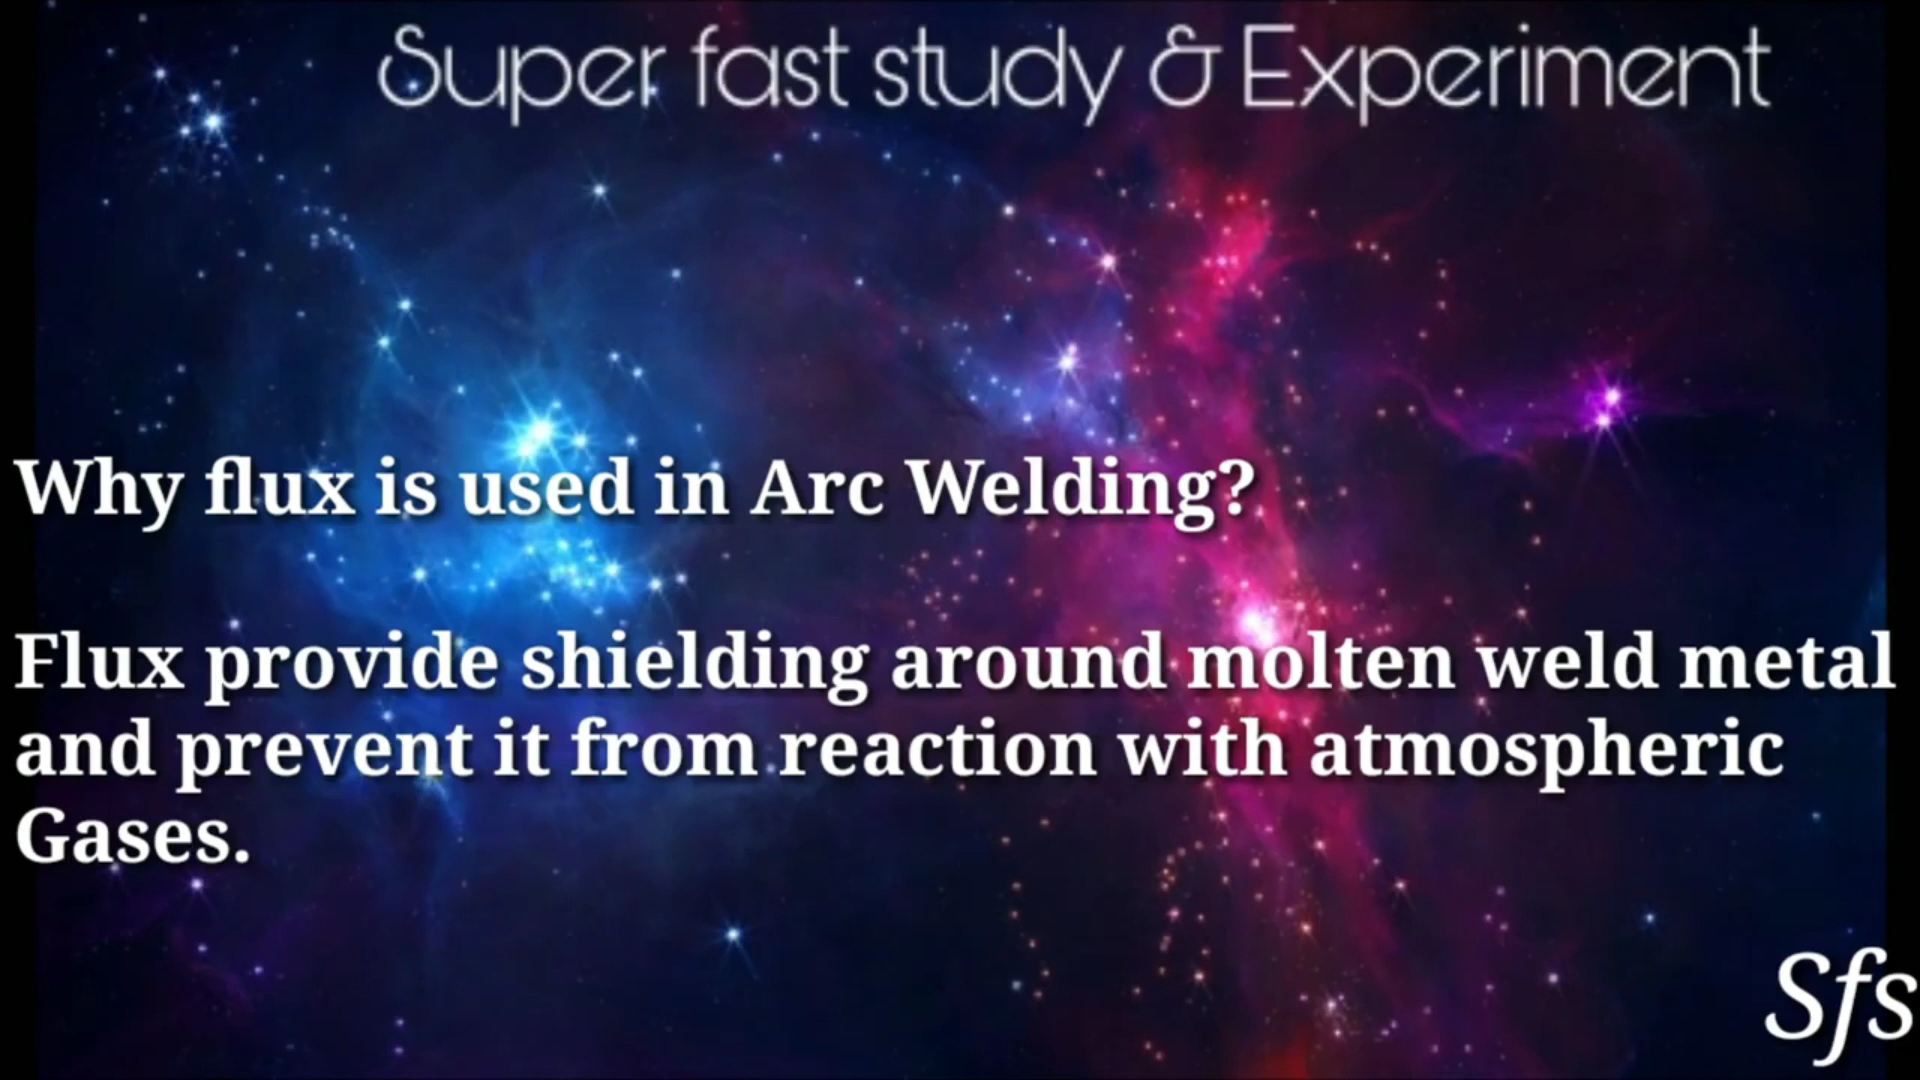 Super fast study & Experiment
Why flux is used in Arc Welding?
Flux provide shielding around molten weld metal
and prevent it from reaction with atmospheric
Gases.
Sfs